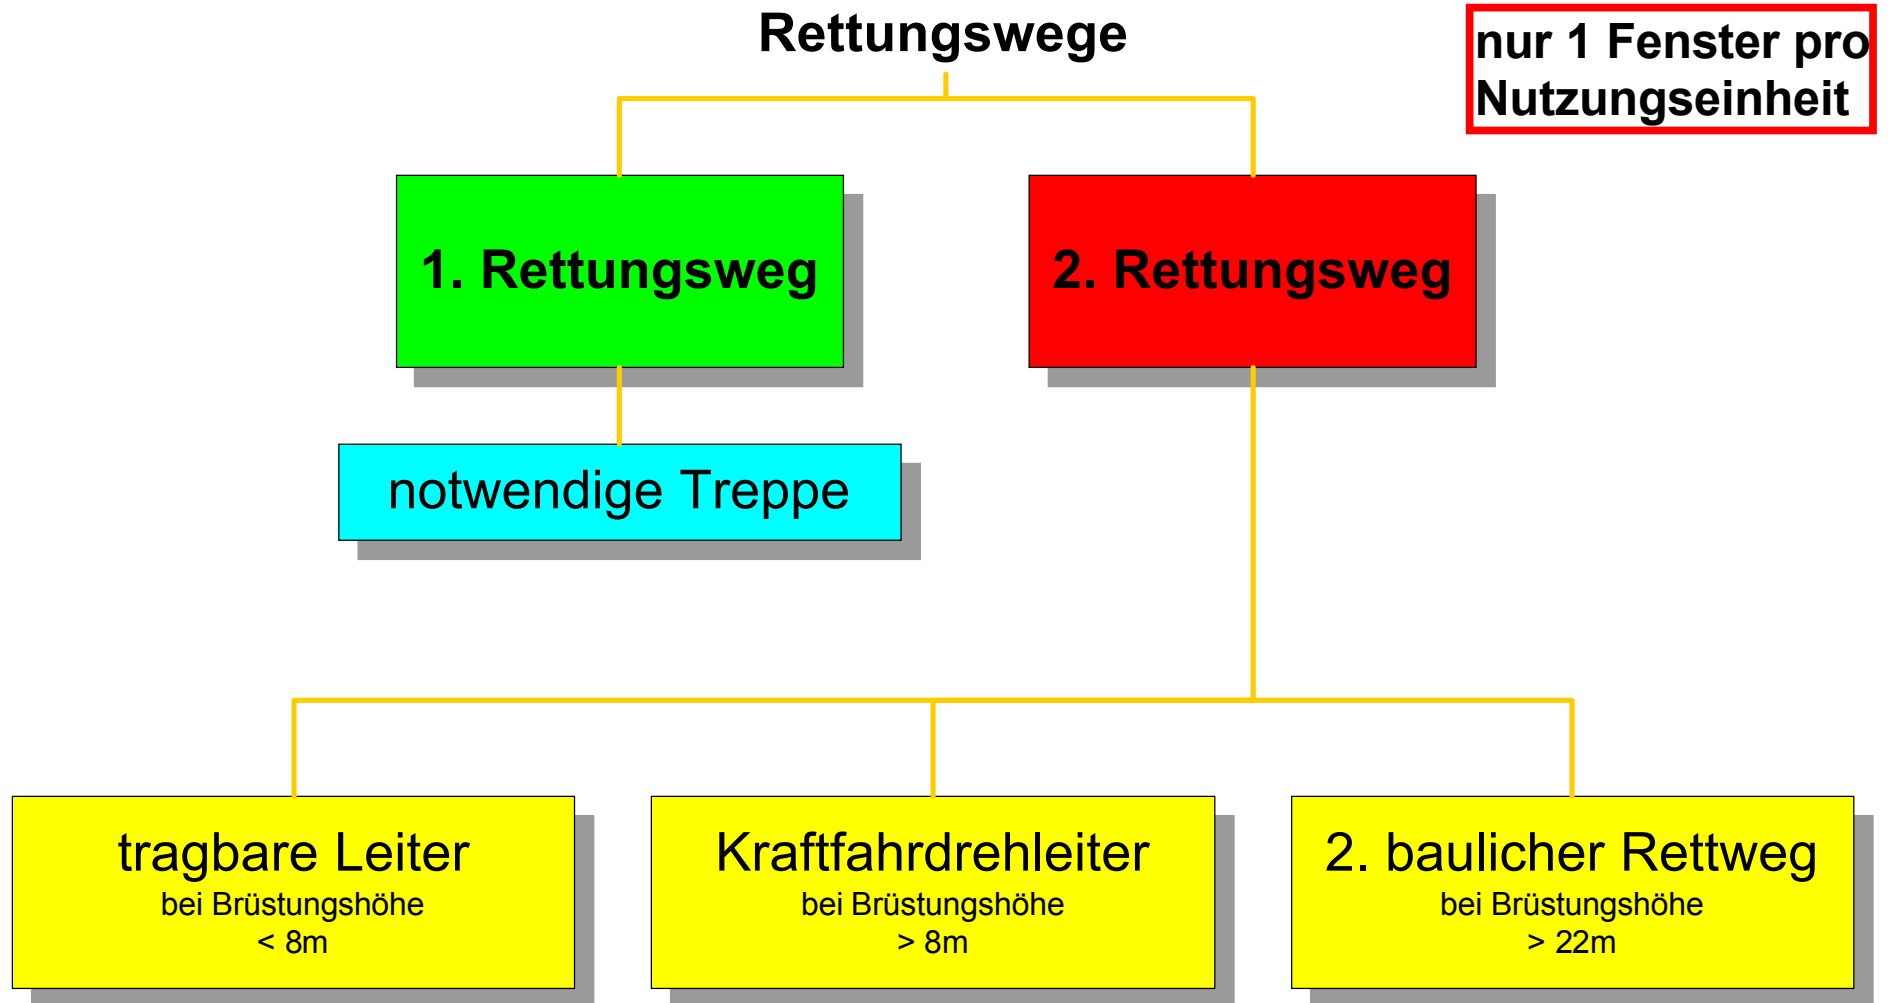 Rettungswege
nur 1 Fenster pro
Nutzungseinheit
1. Rettungsweg
2. Rettungsweg
notwendige Treppe
tragbare Leiter
bei Brüstungshöhe
< 8m
Kraftfahrdrehleiter
bei Brüstungshöhe
> 8m
2. baulicher Rettweg
bei Brüstungshöhe
> 22m